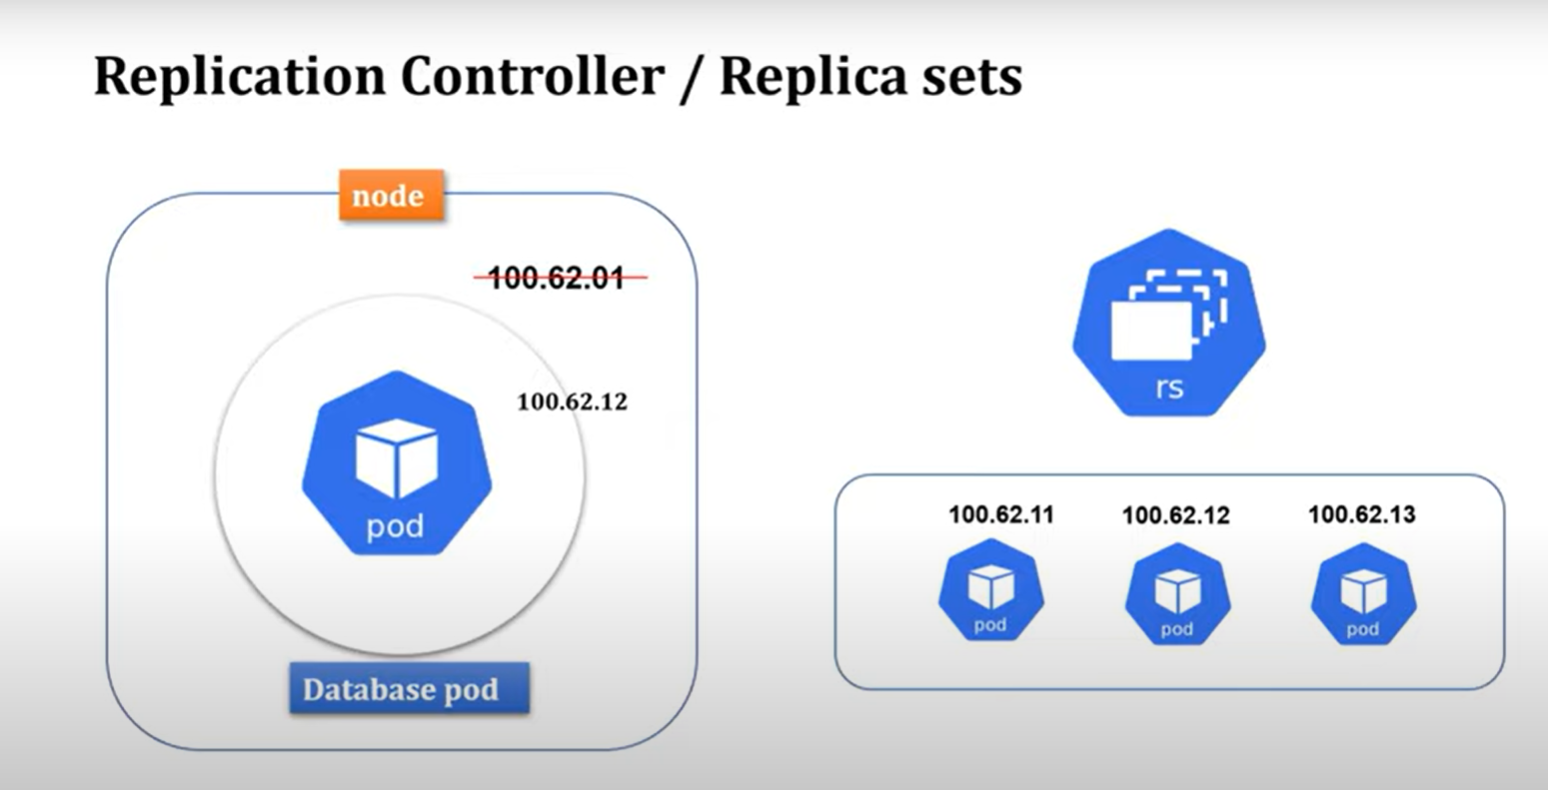 Replication Controller / Replica sets
node
100.62.01
100.62.12
pod
Database pod
rs
100.62.11
100.62.12
100.62.13
pod
pod
pod